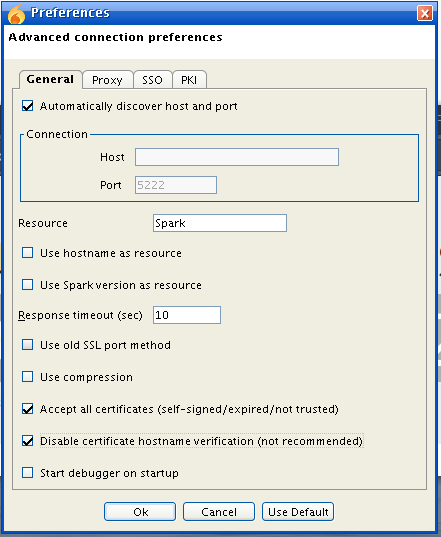 Preferences
Advanced connection preferences
General Proxy SSO PKI
Automatically discover host and port
Connection
Host
Port 5222
Resource Spark
Use hostname as resource
Use Spark version as resource
Response timeout (sec) 10
Use old SSL port method
Use compression
Accept all certificates (self-signed/expired/not trusted)
Disable certificate hostname verification (not recommended)
Start debugger on startup
Ok Cancel Use Default